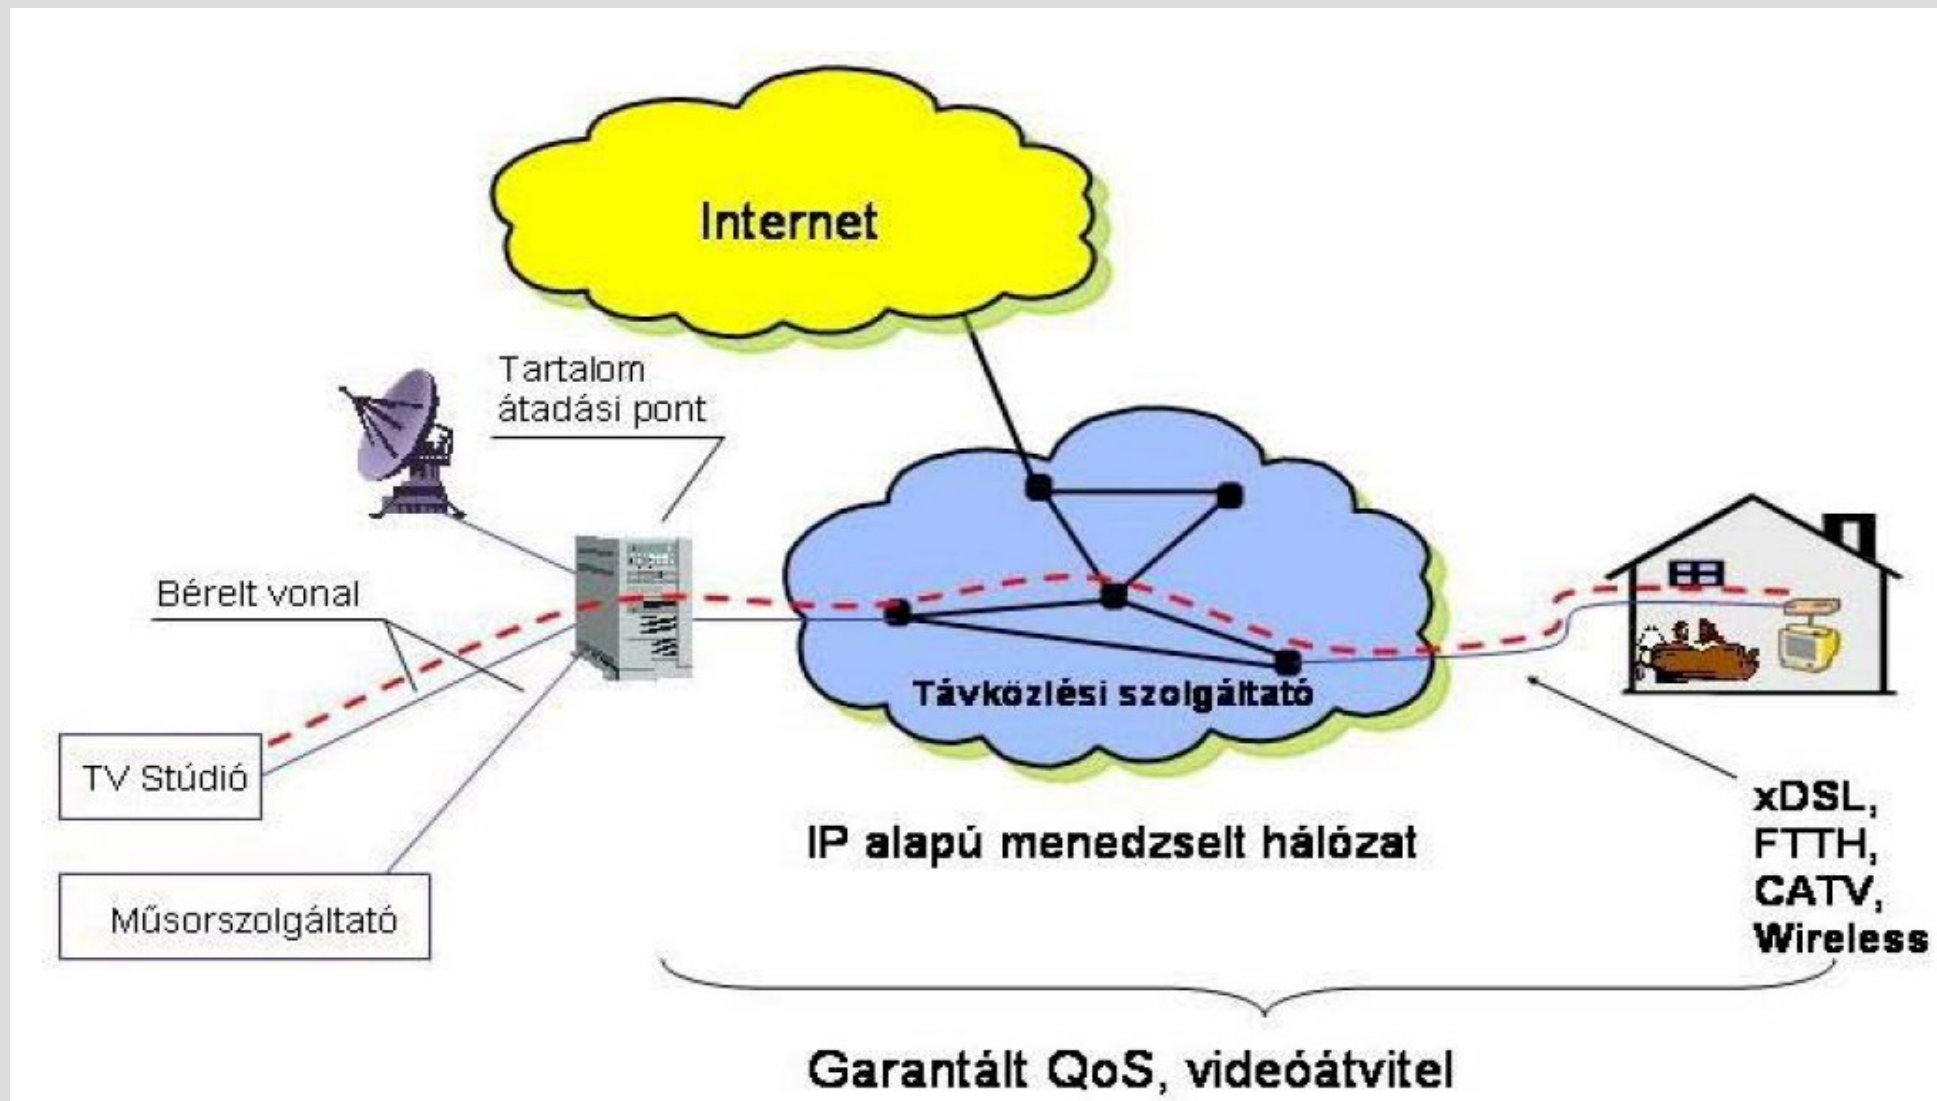 Internet
Tartalom
átadási pont
Bérelt vonal
TV Stúdió
Műsorszolgáltató
Távközlési szolgáltató
IP alapú menedzselt hálózat
xDSL,
FTTH,
CATV,
Wireless
Garantált QoS, videóátvitel